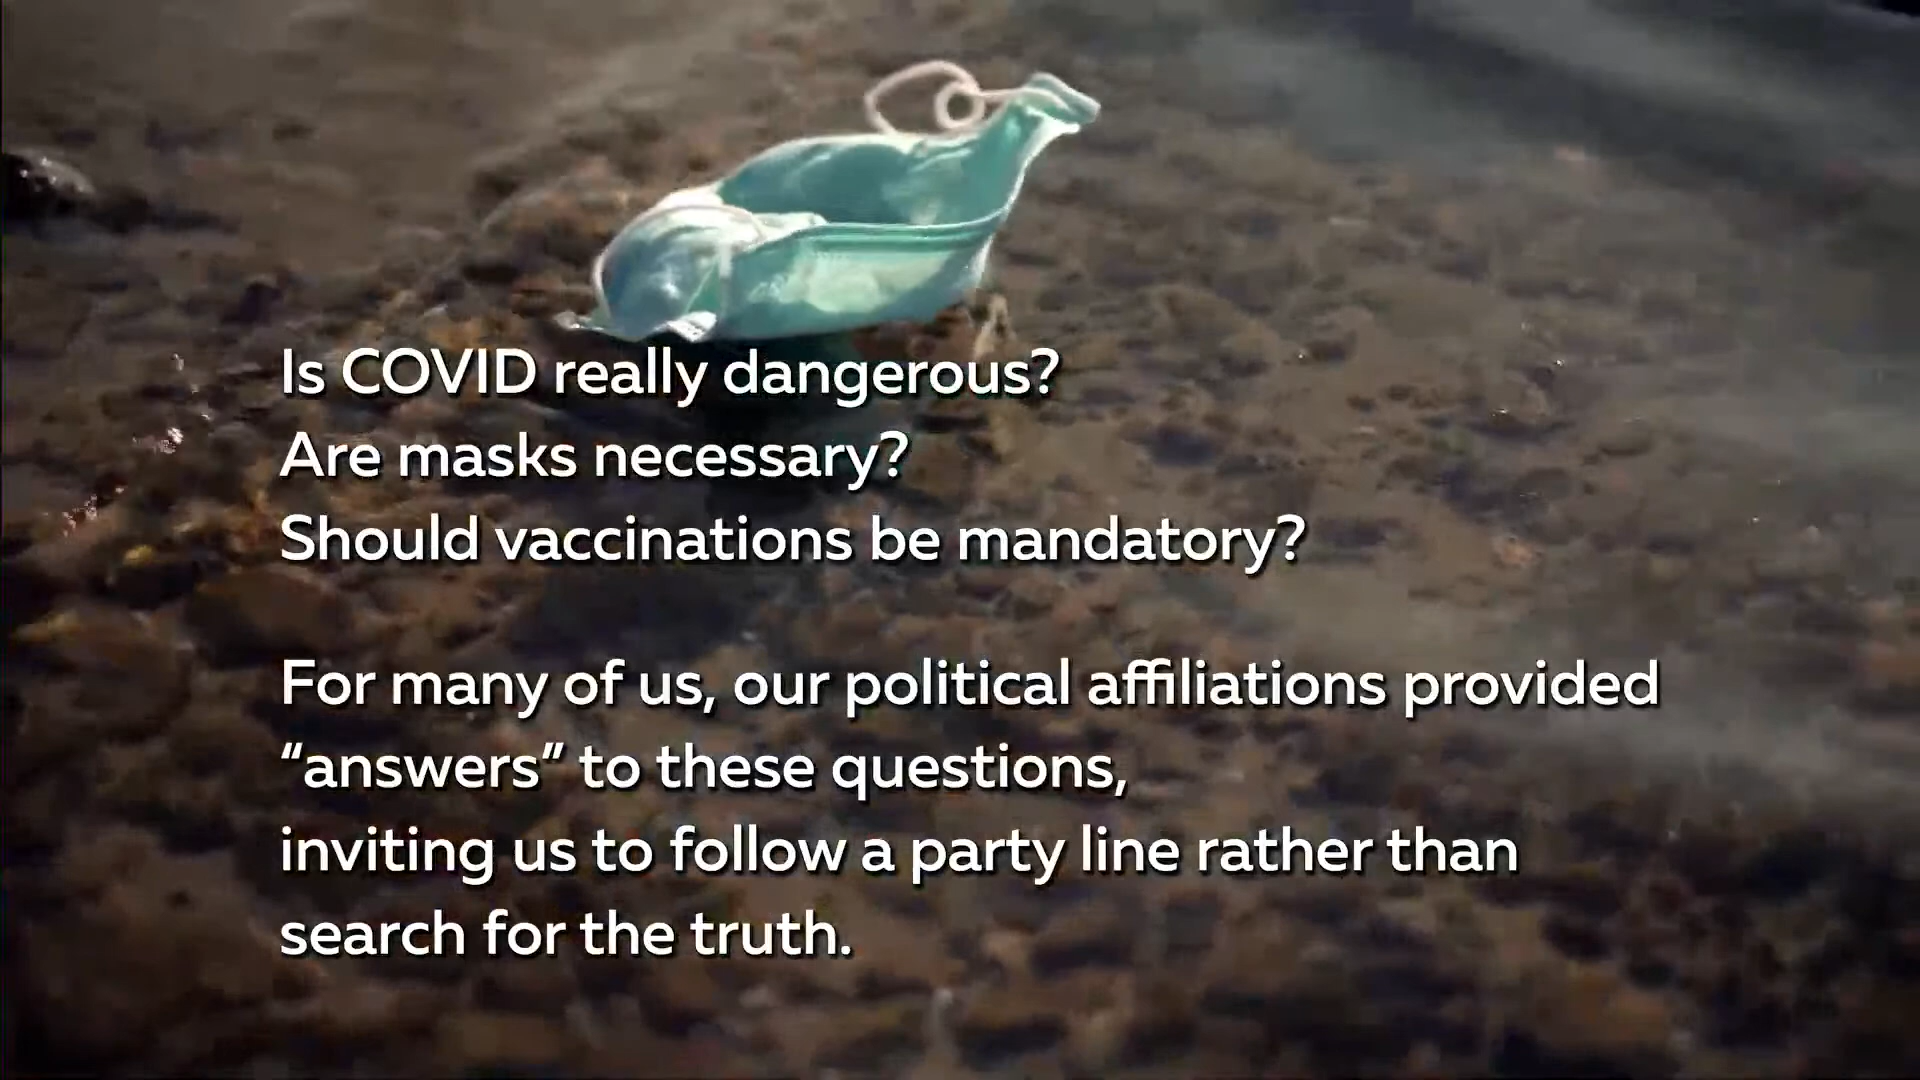 Is COVID really dangerous?
Are masks necessary?
Should vaccinations be mandatory?
For many of us, our political affiliations provided
“answers” to these questions,
inviting us to follow a party line rather than
search for the truth.